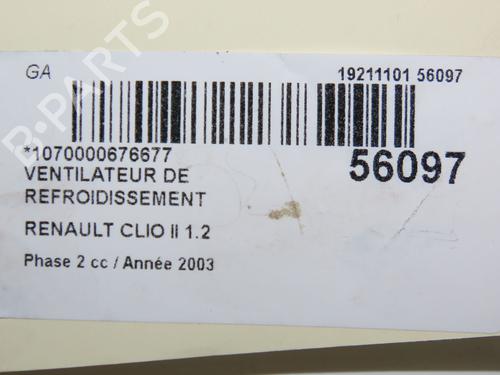 GA
19211101 56097
*1070000676677
56097
VENTILATEUR DE
REFROIDISSEMENT
RENAULT CLIO II 1.2
Phase 2 cc / Année 2003
B-PARTS